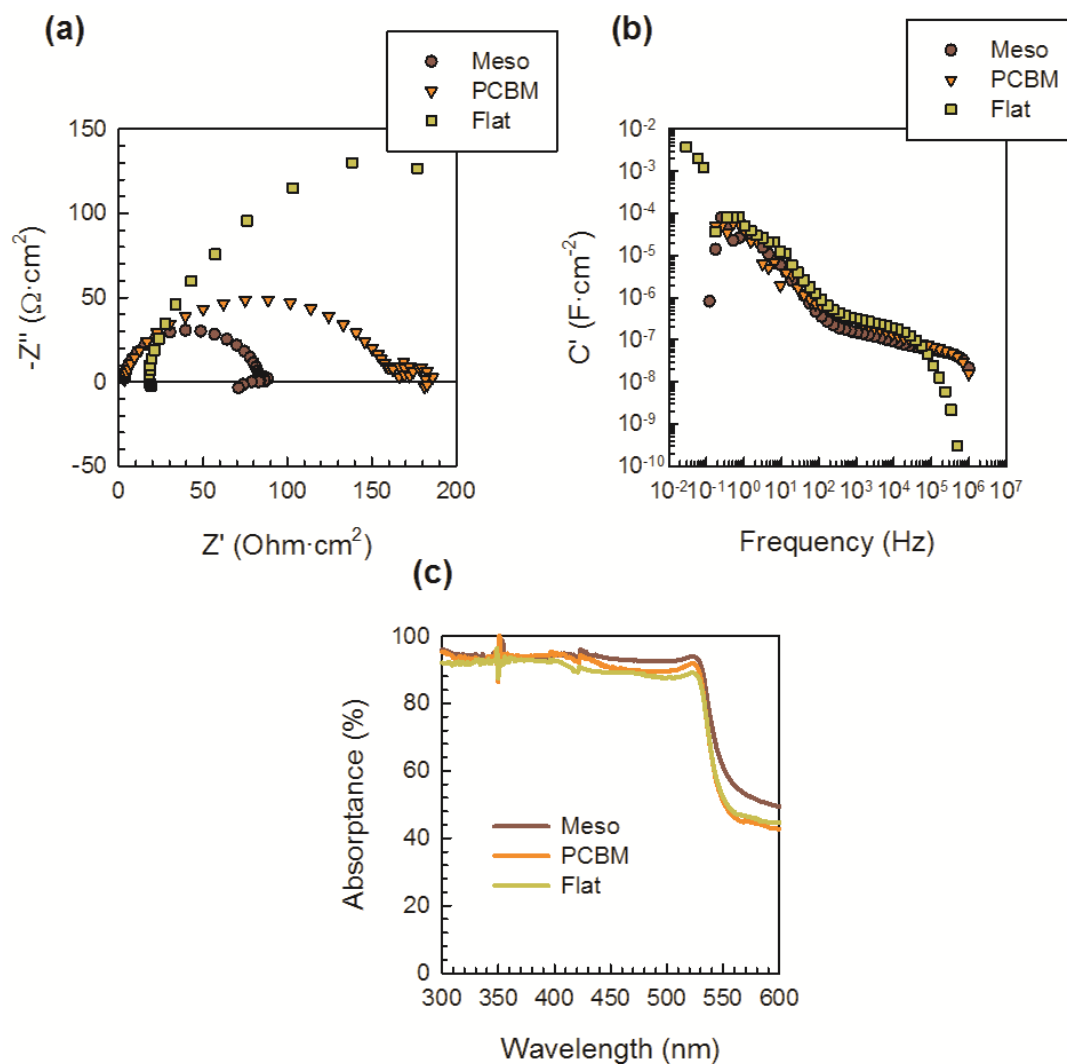 (a)
Meso
PCBM
Flat
150
100
50
0
-50
-Z'' (Ω·cm²)
0 50 100 150 200
Z' (Ohm·cm²)
(b)
Meso
PCBM
Flat
10⁻²
10⁻³
10⁻⁴
10⁻⁵
10⁻⁶
10⁻⁷
10⁻⁸
10⁻⁹
10⁻¹⁰
C' (F·cm⁻²)
10⁻² 10⁻¹ 10⁰ 10¹ 10² 10³ 10⁴ 10⁵ 10⁶ 10⁷
Frequency (Hz)
(c)
100
80
60
40
20
0
Absorptance (%)
Meso
PCBM
Flat
300 350 400 450 500 550 600
Wavelength (nm)